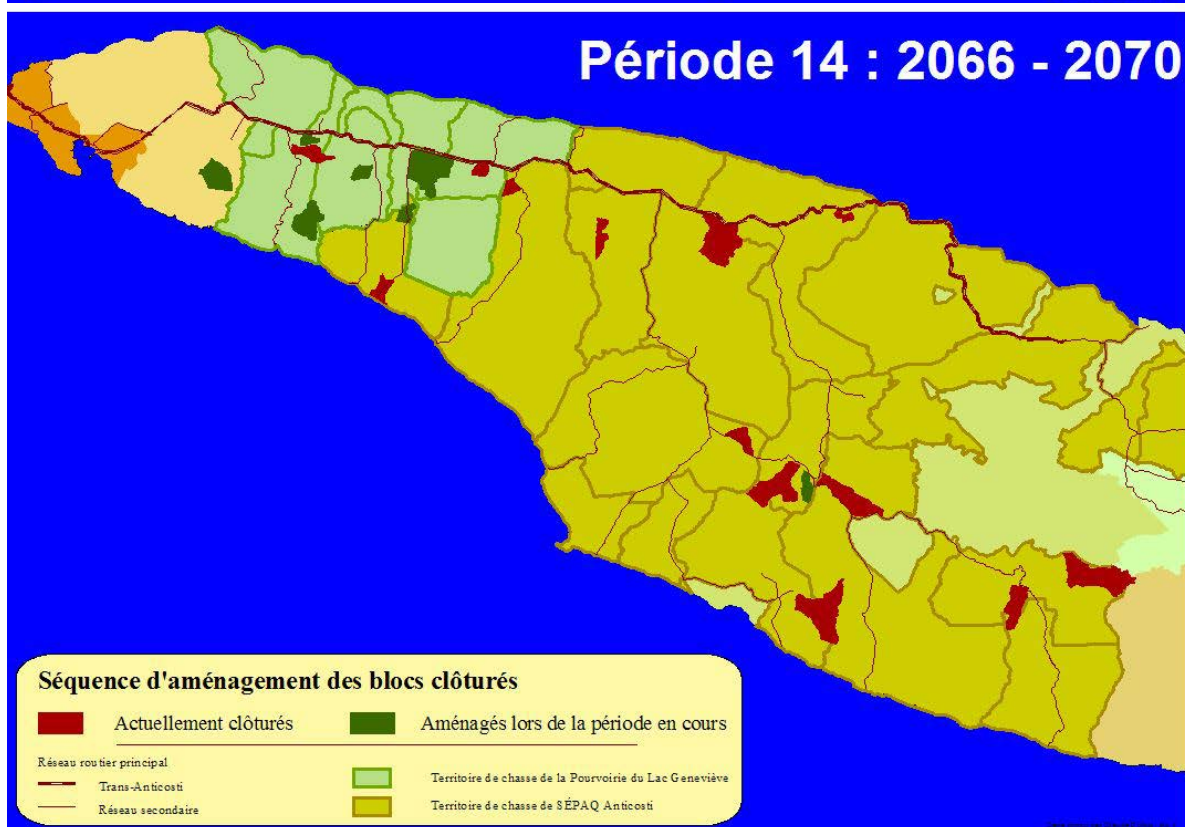 Période 14 : 2066 - 2070
Séquence d'aménagement des blocs clôturés
Actuellement clôturés
Aménagés lors de la période en cours
Réseau routier principal
Trans-Anticosti
Réseau secondaire
Territoire de chasse de la Pourvoirie du Lac Geneviève
Territoire de chasse de SÉPAQ Anticosti